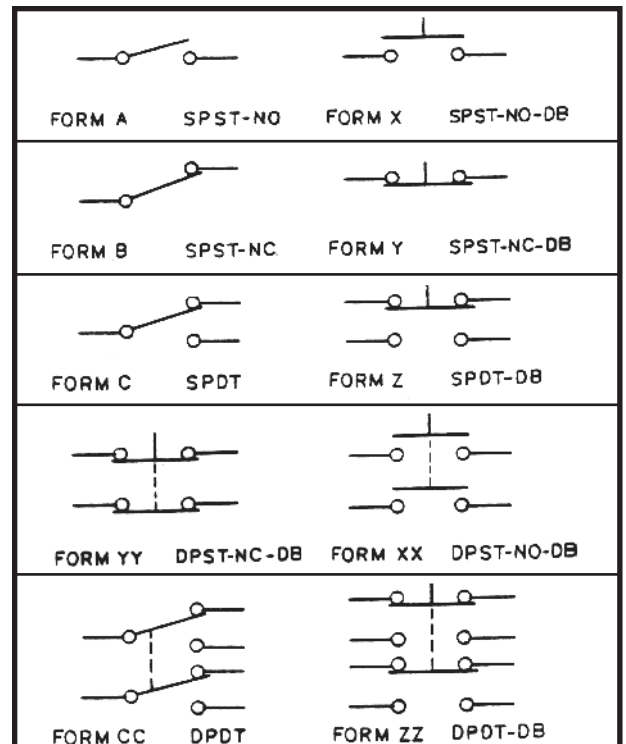 FORM A SPST-NO FORM X SPST-NO-DB
FORM B SPST-NC FORM Y SPST-NC-DB
FORM C SPDT FORM Z SPDT-DB
FORM YY DPST-NC-DB FORM XX DPST-NO-DB
FORM CC DPDT FORM ZZ DPDT-DB